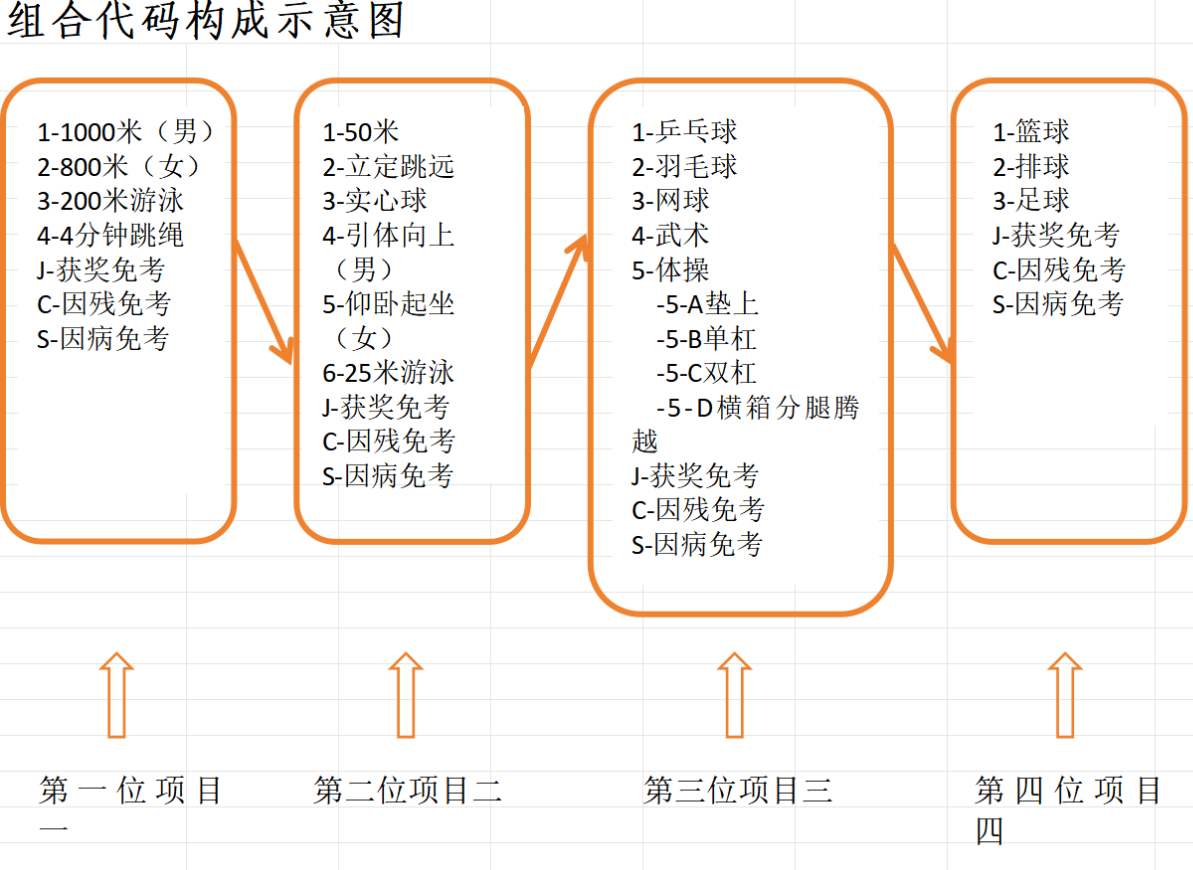 组合代码构成示意图
1-1000米（男）
2-800米（女）
3-200米游泳
4-4分钟跳绳
J-获奖免考
C-因残免考
S-因病免考
1-50米
2-立定跳远
3-实心球
4-引体向上
（男）
5-仰卧起坐
（女）
6-25米游泳
J-获奖免考
C-因残免考
S-因病免考
1-乒乓球
2-羽毛球
3-网球
4-武术
5-体操
-5-A垫上
-5-B单杠
-5-C双杠
-5-D横箱分腿腾
越
J-获奖免考
C-因残免考
S-因病免考
1-篮球
2-排球
3-足球
J-获奖免考
C-因残免考
S-因病免考
第一位项目
一
第二位项目二
第三位项目三
第四位项目
四